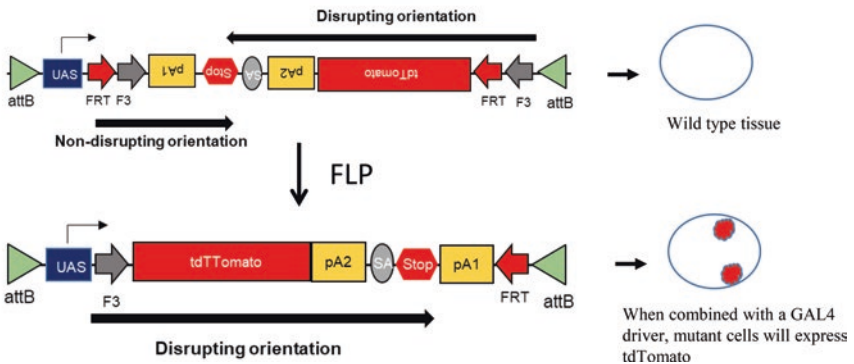 Disrupting orientation
attB
UAS
FRT
F3
pA1
Stop
SA
pA2
tdTomato
FRT
F3
attB
Non-disrupting orientation
Wild type tissue
FLP
attB
UAS
F3
tdTTomato
pA2
SA
Stop
pA1
FRT
attB
Disrupting orientation
When combined with a GAL4
driver, mutant cells will express
tdTomato